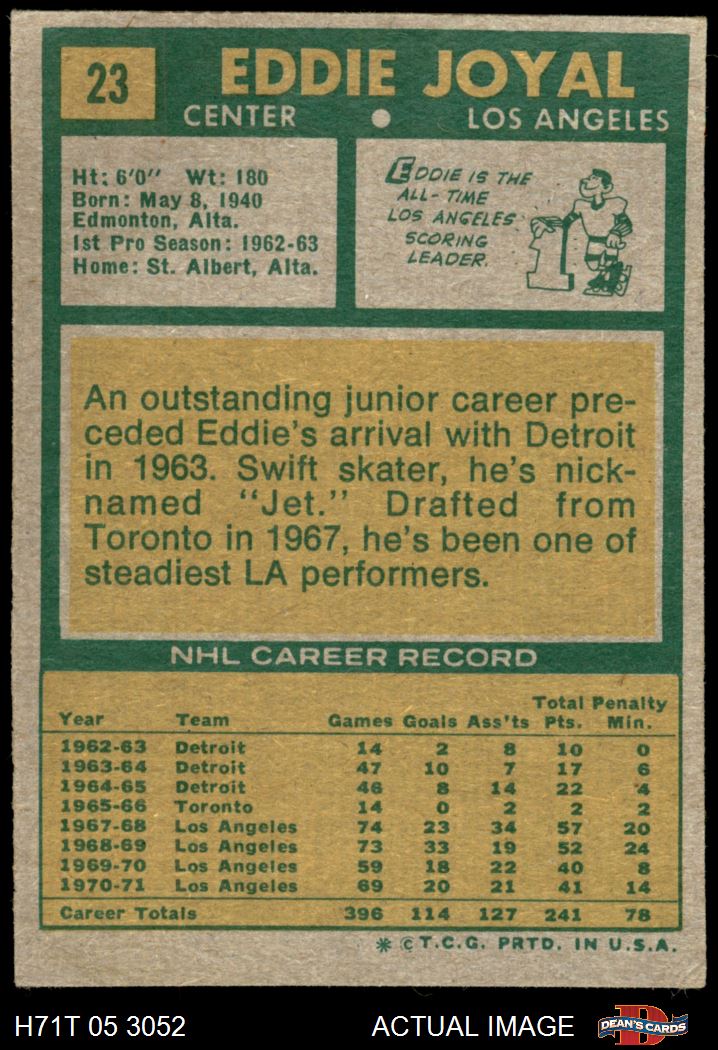 23
EDDIE JOYAL
CENTER • LOS ANGELES
Ht: 6'0" Wt: 180
Born: May 8, 1940
Edmonton, Alta.
1st Pro Season: 1962-63
Home: St. Albert, Alta.
EDDIE IS THE
ALL-TIME
LOS ANGELES
SCORING
LEADER.
1
An outstanding junior career pre-
ceded Eddie's arrival with Detroit
in 1963. Swift skater, he's nick-
named "Jet." Drafted from
Toronto in 1967, he's been one of
steadiest LA performers.
NHL CAREER RECORD
Year Team Games Goals Ass'ts Total Pts. Penalty Min.
1962-63 Detroit 14 2 8 10 0
1963-64 Detroit 47 10 7 17 6
1964-65 Detroit 46 8 14 22 4
1965-66 Toronto 14 0 2 2 2
1967-68 Los Angeles 74 23 34 57 20
1968-69 Los Angeles 73 33 19 52 24
1969-70 Los Angeles 59 18 22 40 8
1970-71 Los Angeles 69 20 21 41 14
Career Totals 396 114 127 241 78
* © T.C.G. PRTD. IN U.S.A.
H71T 05 3052 ACTUAL IMAGE D DEAN'S CARDS